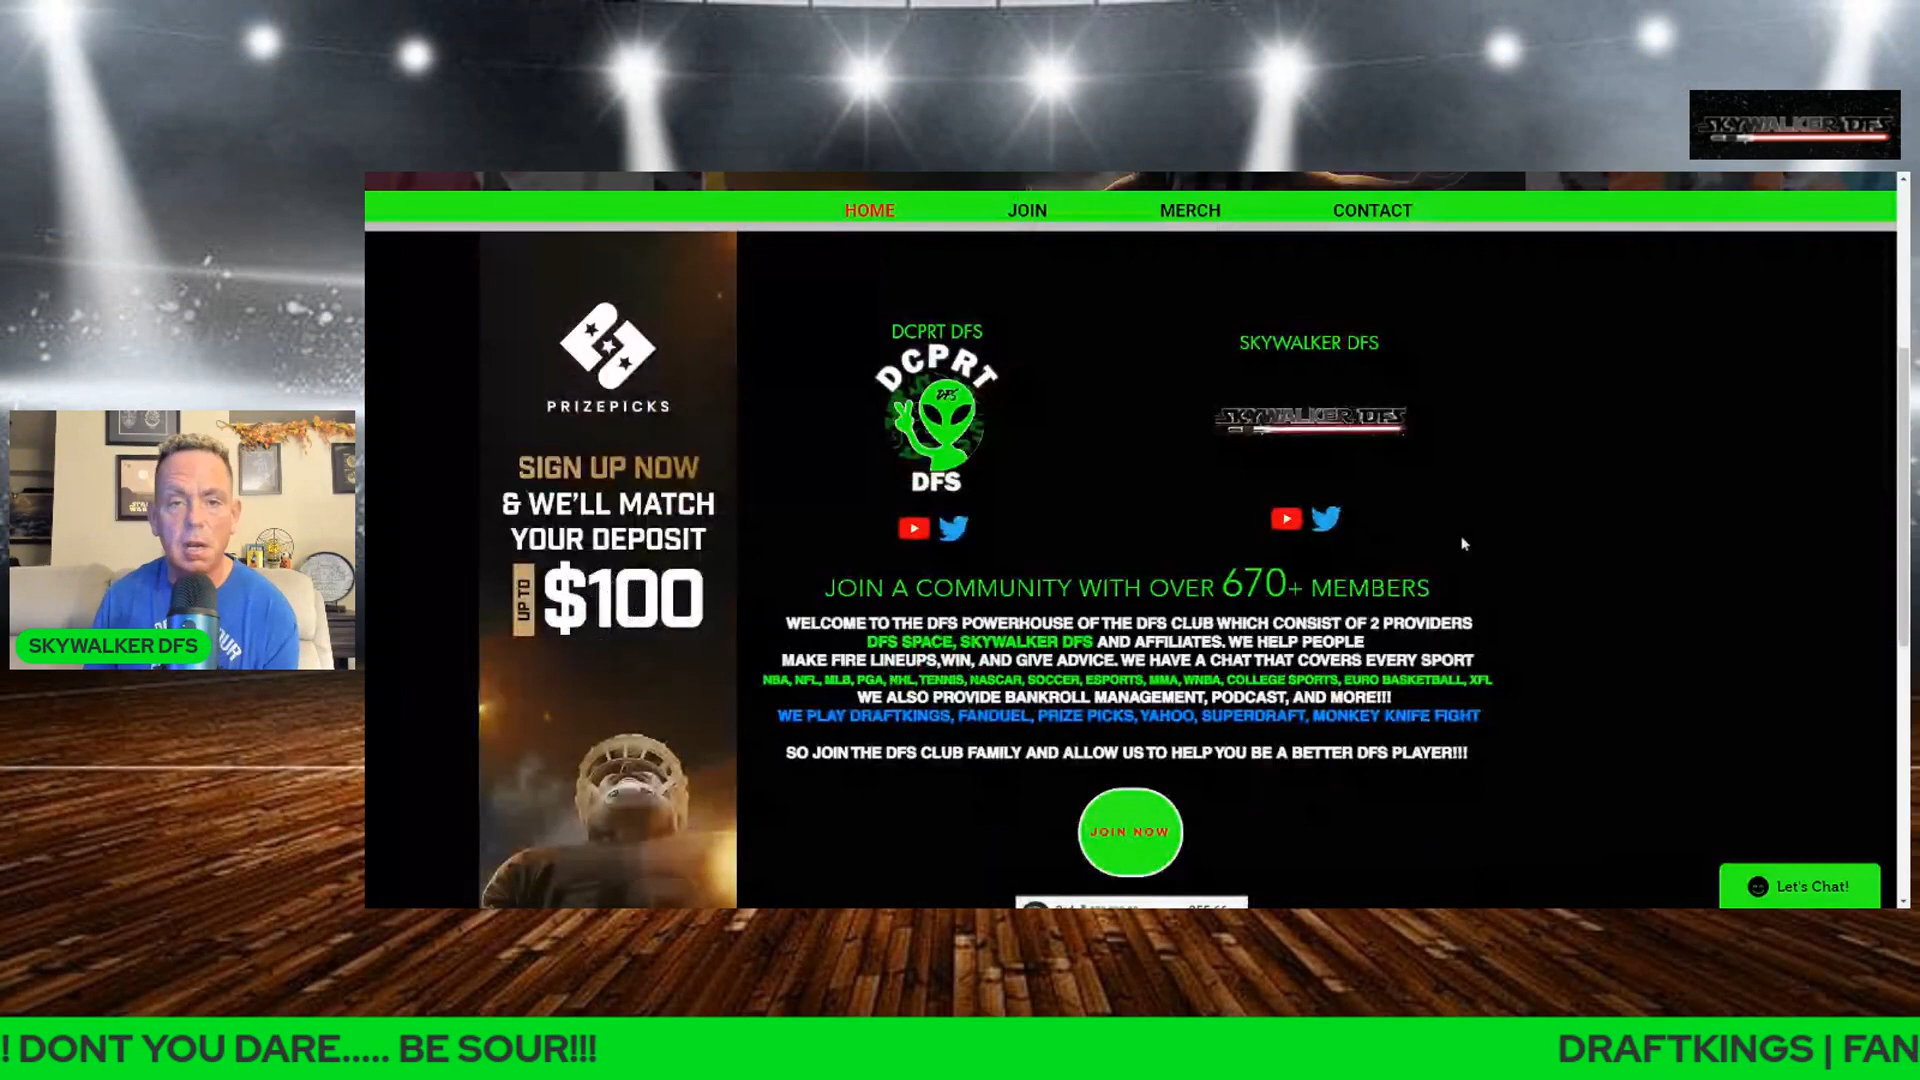 SKYWALKER DFS
HOME
JOIN
MERCH
CONTACT
PRIZEPICKS
SIGN UP NOW
& WE'LL MATCH
YOUR DEPOSIT
UP TO
$100
DCPRT DFS
DCPRT
DFS
DFS
SKYWALKER DFS
SKYWALKER DFS
JOIN A COMMUNITY WITH OVER 670+ MEMBERS
WELCOME TO THE DFS POWERHOUSE OF THE DFS CLUB WHICH CONSIST OF 2 PROVIDERS
DFS SPACE, SKYWALKER DFS AND AFFILIATES. WE HELP PEOPLE
MAKE FIRE LINEUPS,WIN, AND GIVE ADVICE. WE HAVE A CHAT THAT COVERS EVERY SPORT
NBA, NFL, MLB, PGA, NHL, TENNIS, NASCAR, SOCCER, ESPORTS, MMA, WNBA, COLLEGE SPORTS, EURO BASKETBALL, XFL
WE ALSO PROVIDE BANKROLL MANAGEMENT, PODCAST, AND MORE!!!
WE PLAY DRAFTKINGS, FANDUEL, PRIZE PICKS, YAHOO, SUPERDRAFT, MONKEY KNIFE FIGHT
SO JOIN THE DFS CLUB FAMILY AND ALLOW US TO HELP YOU BE A BETTER DFS PLAYER!!!
JOIN NOW
Let's Chat!
SKYWALKER DFS
! DONT YOU DARE..... BE SOUR!!!
DRAFTKINGS | FAN